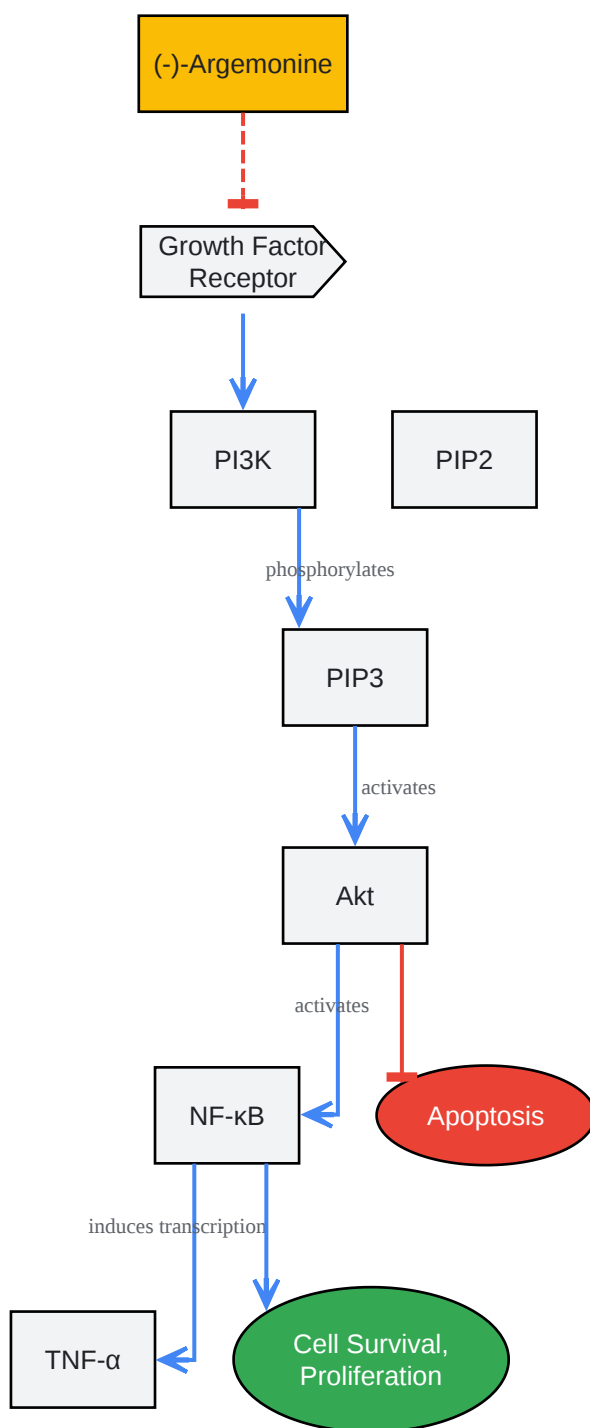 (-)-Argemonine
Growth Factor
Receptor
PI3K
PIP2
phosphorylates
PIP3
activates
Akt
activates
NF-κB
Apoptosis
induces transcription
TNF-α
Cell Survival,
Proliferation